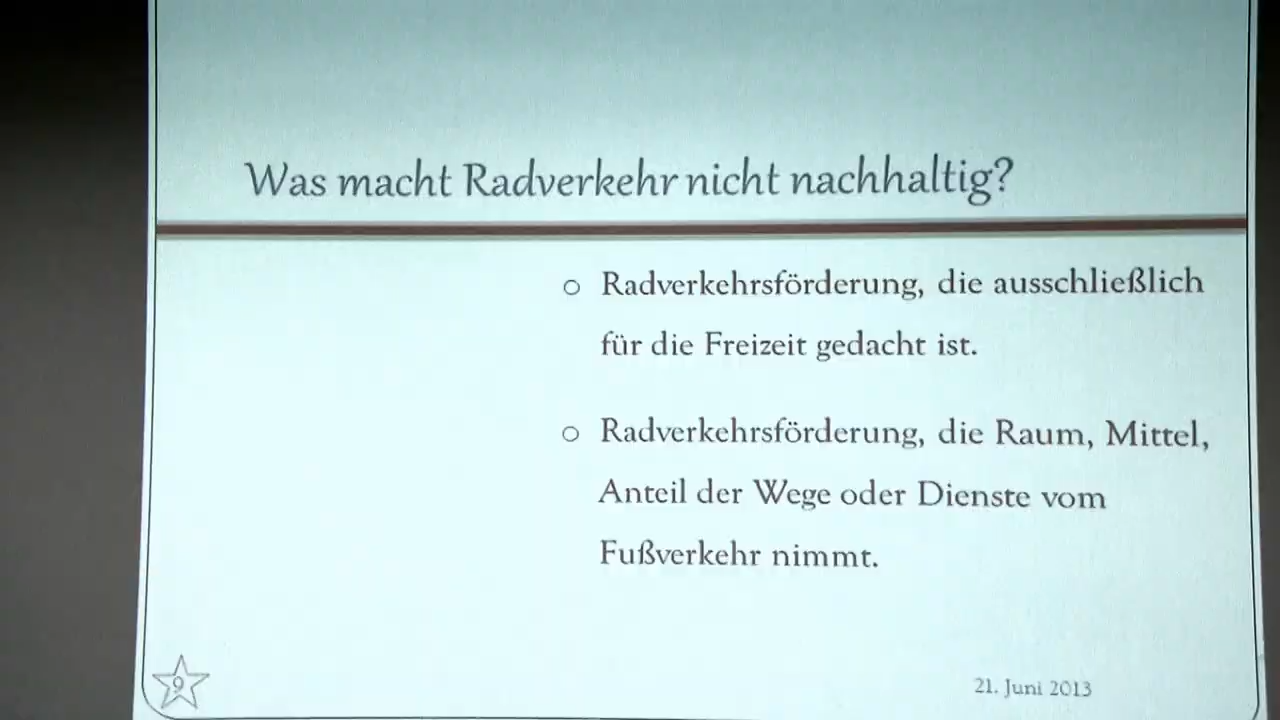 Was macht Radverkehr nicht nachhaltig?
○ Radverkehrsförderung, die ausschließlich
für die Freizeit gedacht ist.
○ Radverkehrsförderung, die Raum, Mittel,
Anteil der Wege oder Dienste vom
Fußverkehr nimmt.
9
21. Juni 2013